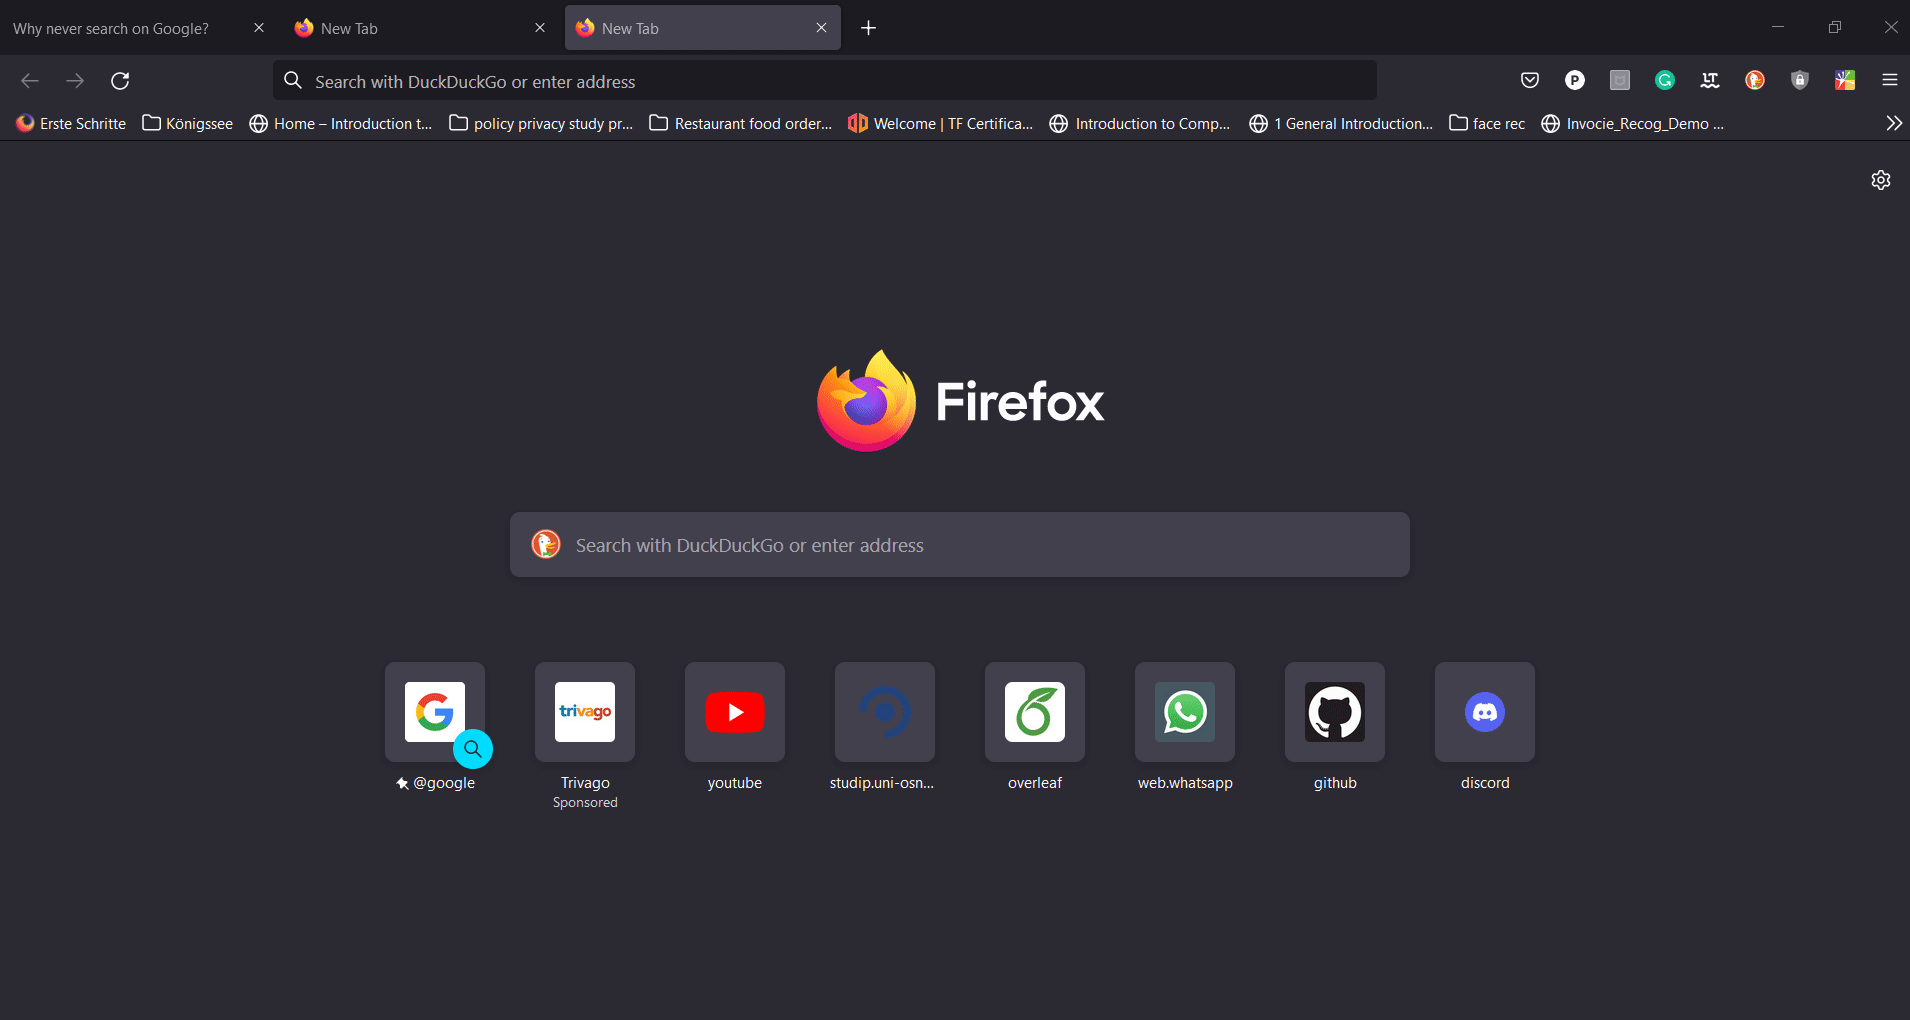 Why never search on Google?
New Tab
New Tab
Search with DuckDuckGo or enter address
Erste Schritte
Königssee
Home – Introduction t...
policy privacy study pr...
Restaurant food order...
Welcome | TF Certifica...
Introduction to Comp...
1 General Introduction...
face rec
Invocie_Recog_Demo ...
Firefox
Search with DuckDuckGo or enter address
trivago
@google
Trivago
Sponsored
youtube
studip.uni-osn...
overleaf
web.whatsapp
github
discord